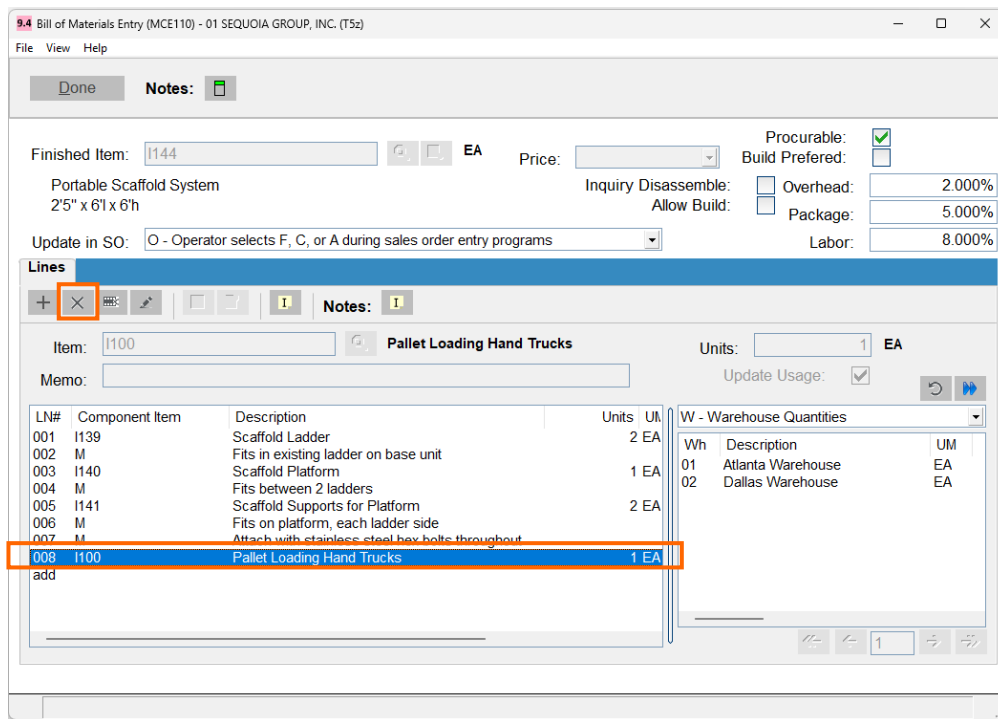 9.4 Bill of Materials Entry (MCE110) - 01 SEQUOIA GROUP, INC. (T5z)
File View Help
Done Notes:
Finished Item: I144 EA Price: Procurable:
Build Prefered:
Portable Scaffold System Inquiry Disassemble: Overhead: 2.000%
2'5" x 6'l x 6'h Allow Build: Package: 5.000%
Update in SO: O - Operator selects F, C, or A during sales order entry programs Labor: 8.000%
Lines
Notes:
Item: I100 Pallet Loading Hand Trucks Units: 1 EA
Memo: Update Usage:
LN# Component Item Description Units UM W - Warehouse Quantities
001 I139 Scaffold Ladder 2 EA
002 M Fits in existing ladder on base unit
003 I140 Scaffold Platform 1 EA
004 M Fits between 2 ladders
005 I141 Scaffold Supports for Platform 2 EA
006 M Fits on platform, each ladder side
007 M Attach with stainless steel hex bolts throughout
008 I100 Pallet Loading Hand Trucks 1 EA
add
Wh Description UM
01 Atlanta Warehouse EA
02 Dallas Warehouse EA
1